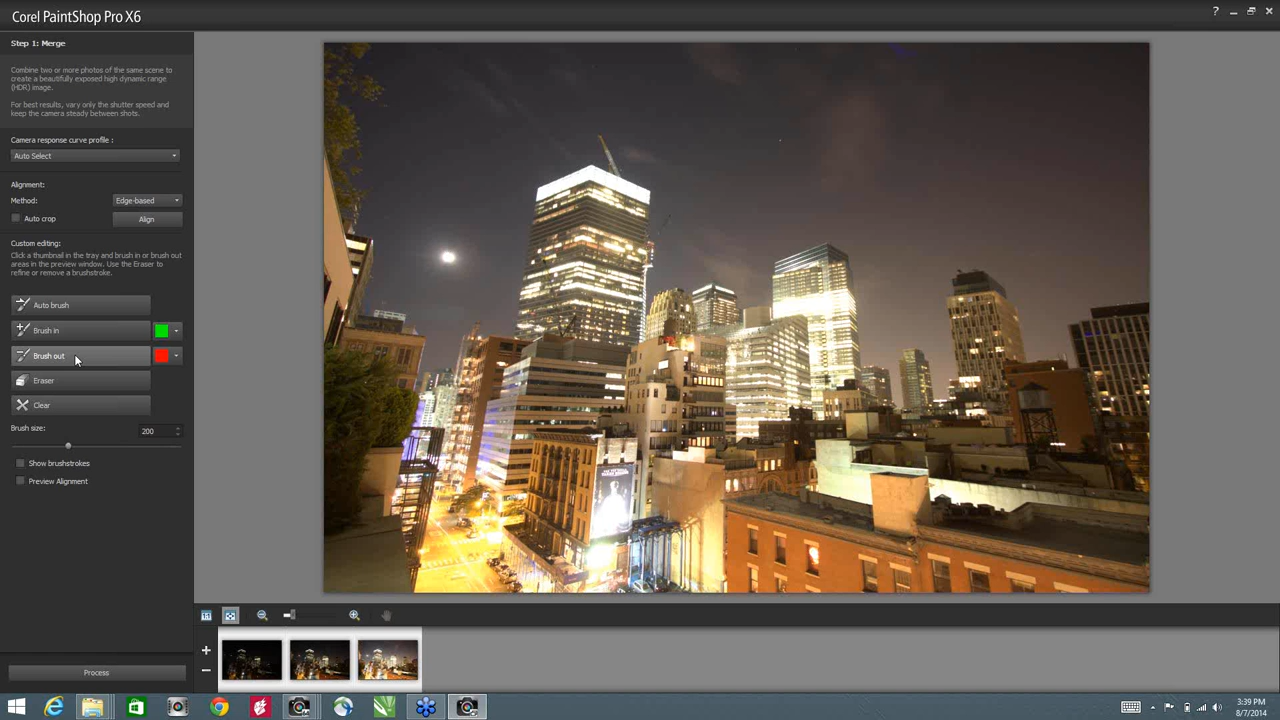 Corel PaintShop Pro X6
?
Step 1: Merge
Combine two or more photos of the same scene to
create a beautifully exposed high dynamic range
(HDR) image.
For best results, vary only the shutter speed and
keep the camera steady between shots.
Camera response curve profile :
Auto Select
Alignment:
Method: Edge-based
Auto crop Align
Custom editing:
Click a thumbnail in the tray and brush in or brush out
areas in the preview window. Use the Eraser to
refine or remove a brushstroke.
Auto brush
Brush in
Brush out
Eraser
Clear
Brush size: 200
Show brushstrokes
Preview Alignment
1:1
Process
3:39 PM
8/7/2014